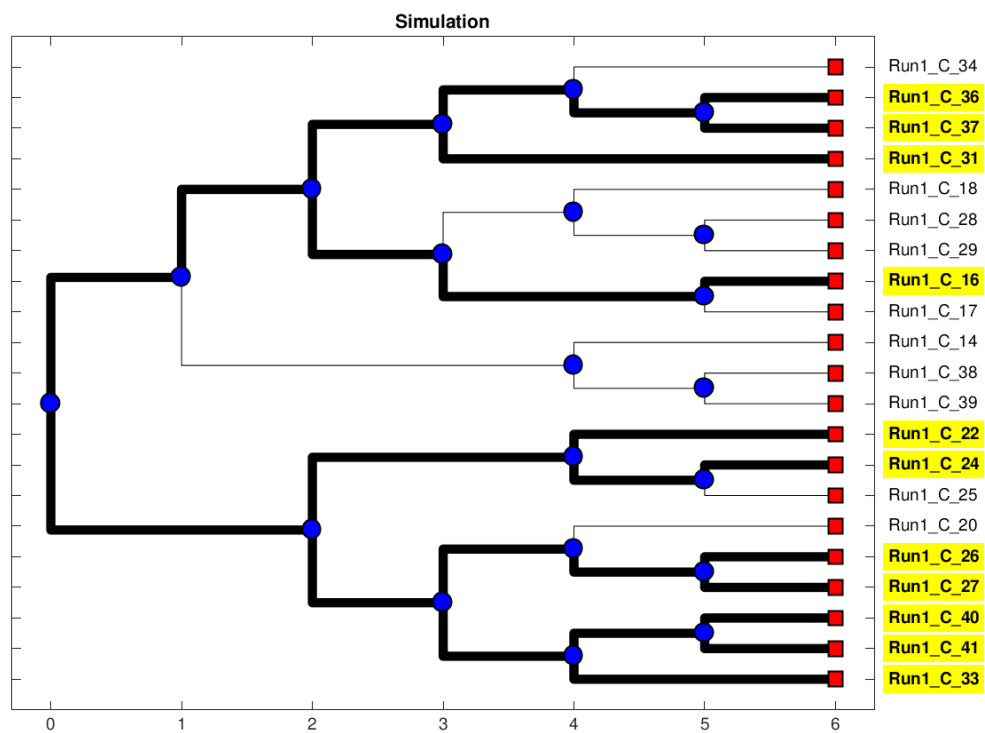 Simulation
Run1_C_34
Run1_C_36
Run1_C_37
Run1_C_31
Run1_C_18
Run1_C_28
Run1_C_29
Run1_C_16
Run1_C_17
Run1_C_14
Run1_C_38
Run1_C_39
Run1_C_22
Run1_C_24
Run1_C_25
Run1_C_20
Run1_C_26
Run1_C_27
Run1_C_40
Run1_C_41
Run1_C_33
0 1 2 3 4 5 6